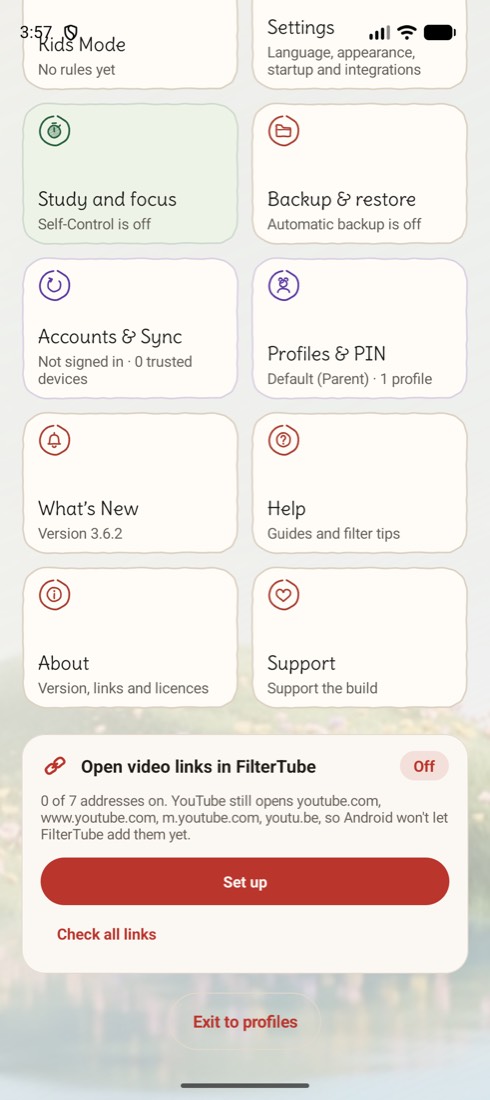 3:57
Kids Mode
No rules yet
Settings
Language, appearance,
startup and integrations
Study and focus
Self-Control is off
Backup & restore
Automatic backup is off
Accounts & Sync
Not signed in · 0 trusted
devices
Profiles & PIN
Default (Parent) · 1 profile
What's New
Version 3.6.2
Help
Guides and filter tips
About
Version, links and licences
Support
Support the build
Open video links in FilterTube
Off
0 of 7 addresses on. YouTube still opens youtube.com,
www.youtube.com, m.youtube.com, youtu.be, so Android won't let
FilterTube add them yet.
Set up
Check all links
Exit to profiles